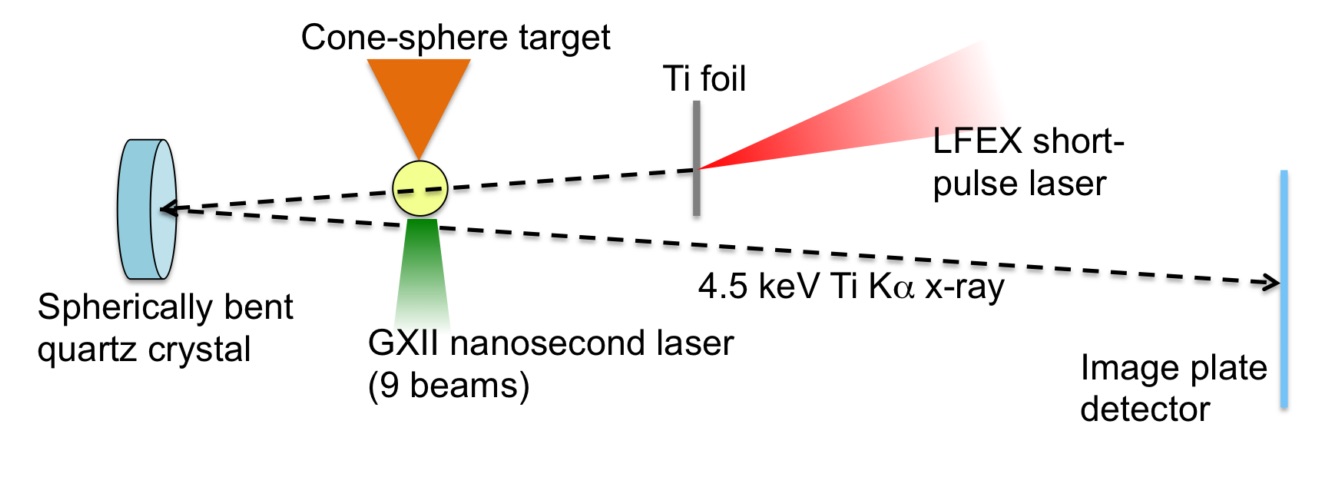 Cone-sphere target
Ti foil
LFEX short-
pulse laser
4.5 keV Ti Kα x-ray
Spherically bent
quartz crystal
GXII nanosecond laser
(9 beams)
Image plate
detector